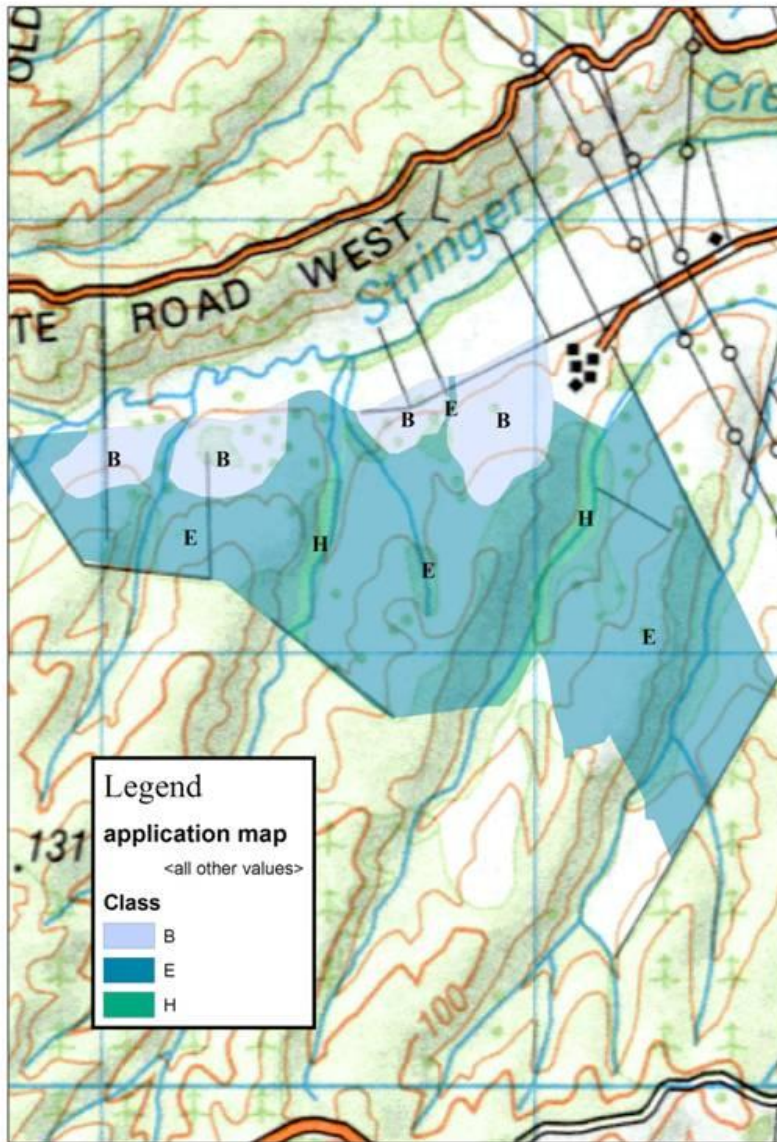 OLD
Cre
TE ROAD WEST
Stringer
E
B
B
B
B
E
H
H
E
E
Legend
application map
<all other values>
Class
B
E
H
.131
100